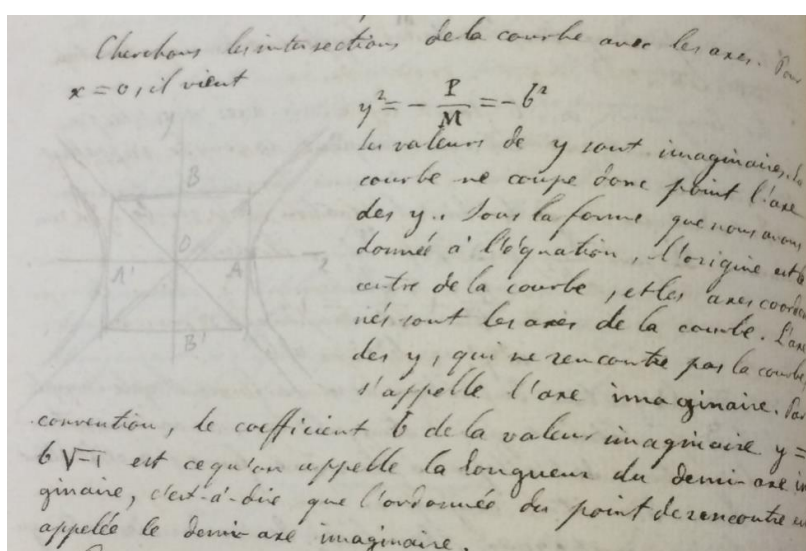 Cherchons les intersections de la courbe avec les axes. Pour
x = 0, il vient
y² = - P/M = - b²
les valeurs de y sont imaginaires. La
courbe ne coupe donc point l'axe
des y. Sous la forme que nous avons
donnée à l'équation, l'origine est le
centre de la courbe, et les axes coordon
nés sont les axes de la courbe. L'axe
des y, qui ne rencontre pas la courbe,
s'appelle l'axe imaginaire. Par
convention, le coefficient b de la valeur imaginaire y =
b √-1 est ce qu'on appelle la longueur du demi-axe im
ginaire, c'est-à-dire que l'ordonnée du point de rencontre
appelée le demi-axe imaginaire.
B
O
A'
A
x
B'